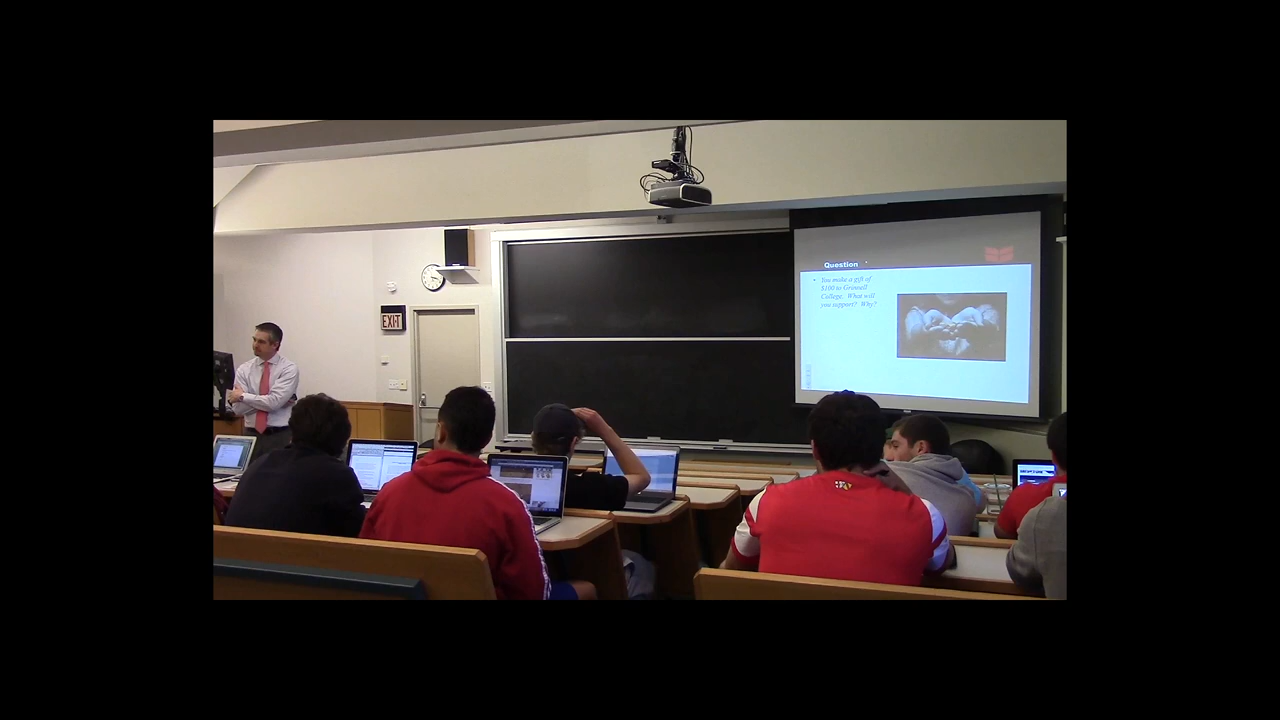 EXIT
Question
You make a gift of
$100 to Grinnell
College. What will
you support? Why?